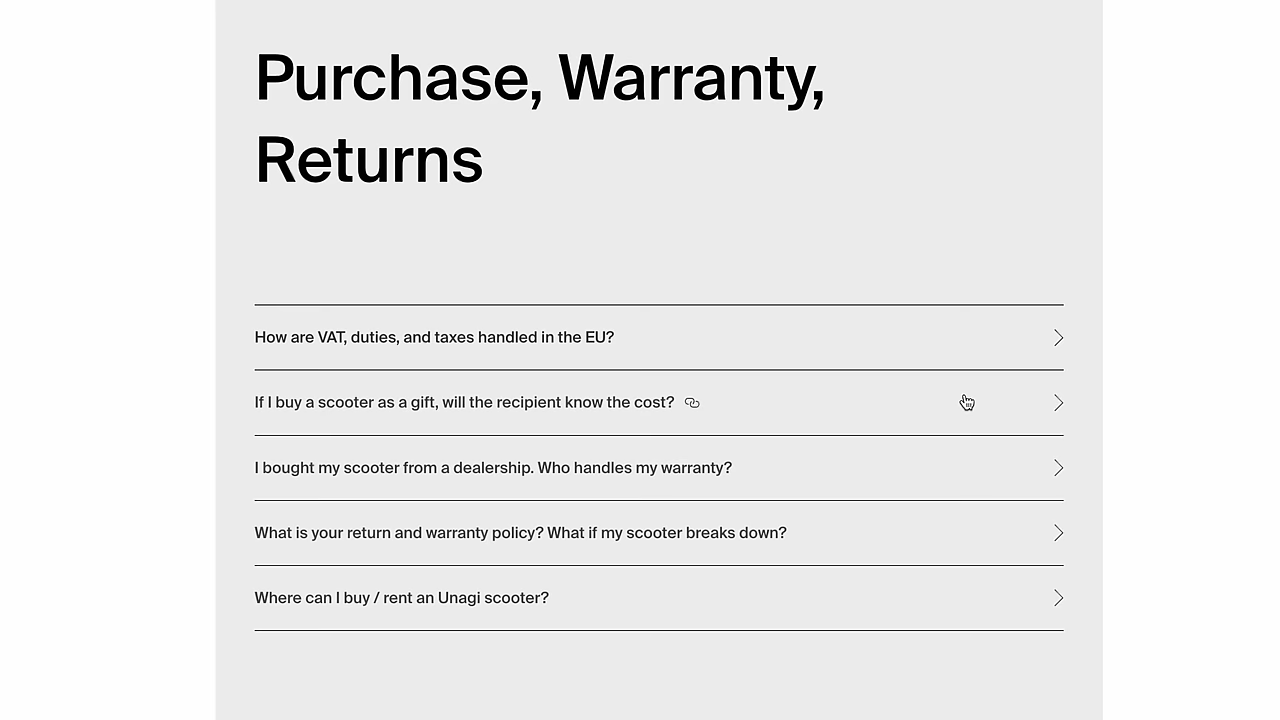 Purchase, Warranty,
Returns
How are VAT, duties, and taxes handled in the EU?
If I buy a scooter as a gift, will the recipient know the cost?
I bought my scooter from a dealership. Who handles my warranty?
What is your return and warranty policy? What if my scooter breaks down?
Where can I buy / rent an Unagi scooter?